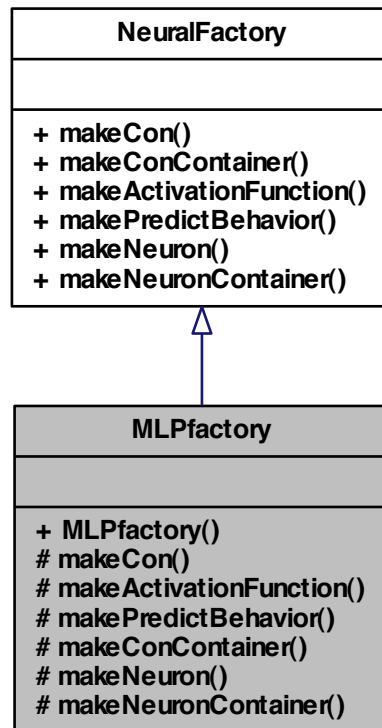 NeuralFactory
+ makeCon()
+ makeConContainer()
+ makeActivationFunction()
+ makePredictBehavior()
+ makeNeuron()
+ makeNeuronContainer()
MLPfactory
+ MLPfactory()
# makeCon()
# makeActivationFunction()
# makePredictBehavior()
# makeConContainer()
# makeNeuron()
# makeNeuronContainer()